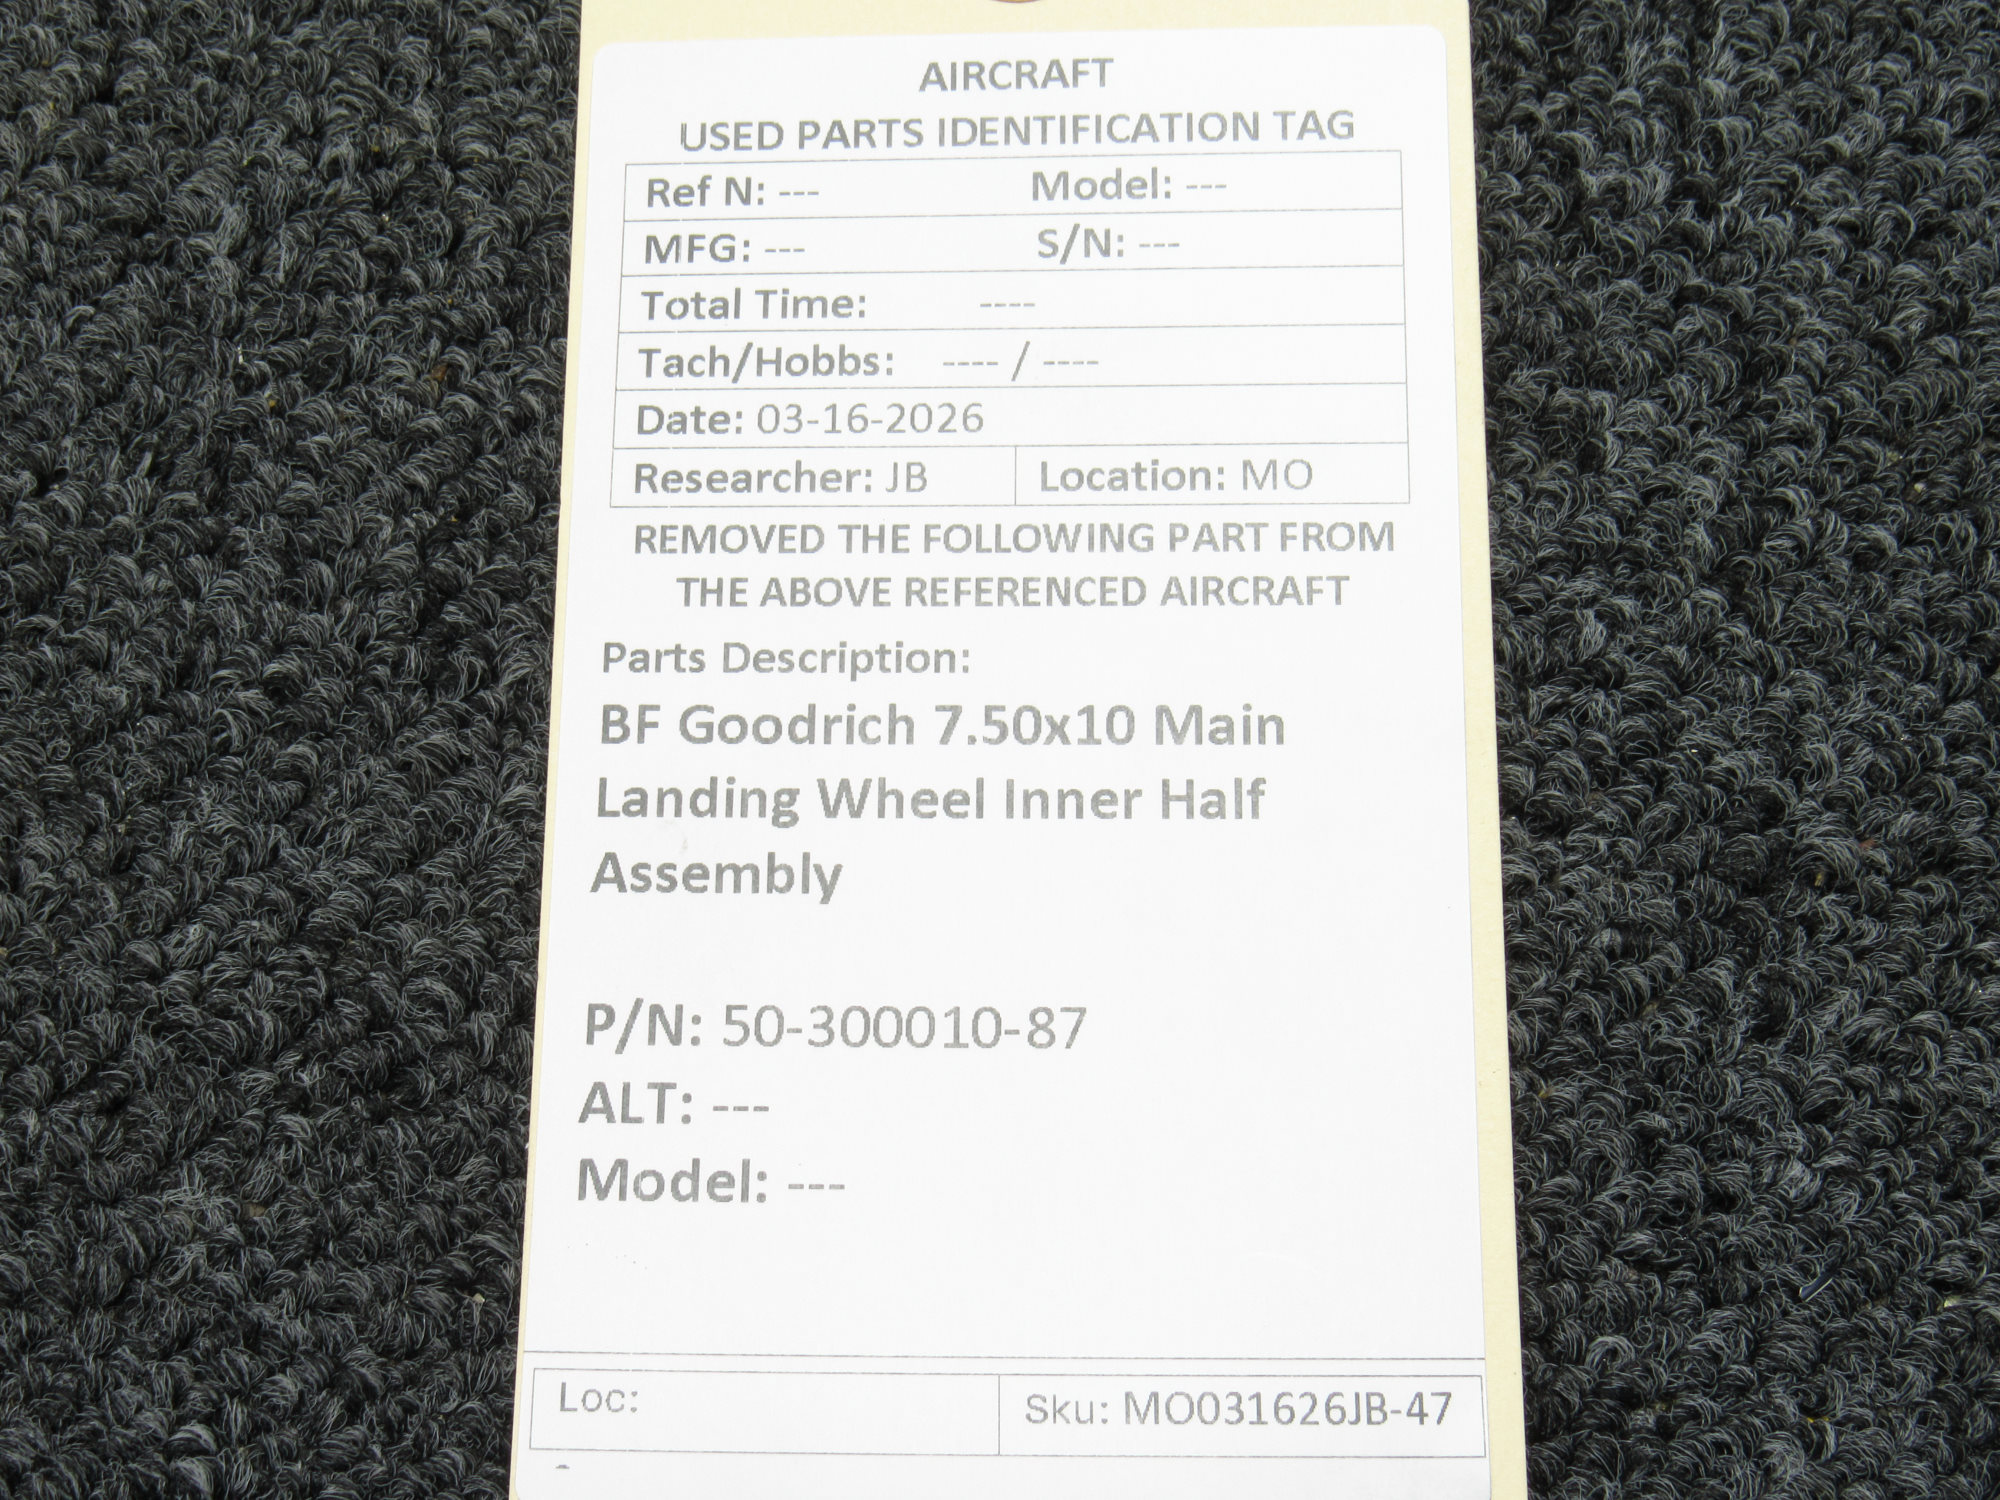 AIRCRAFT
USED PARTS IDENTIFICATION TAG
Ref N: --- Model: ---
MFG: --- S/N: ---
Total Time: ----
Tach/Hobbs: ---- / ----
Date: 03-16-2026
Researcher: JB Location: MO
REMOVED THE FOLLOWING PART FROM
THE ABOVE REFERENCED AIRCRAFT
Parts Description:
BF Goodrich 7.50x10 Main
Landing Wheel Inner Half
Assembly
P/N: 50-300010-87
ALT: ---
Model: ---
Loc: Sku: MO031626JB-47